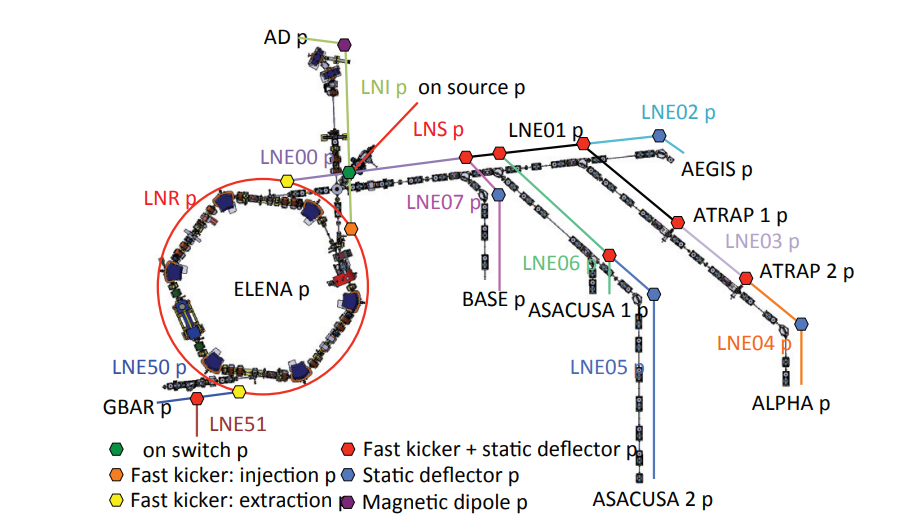 AD p
LNI p
on source p
LNS p
LNE01 p
LNE02 p
LNE00 p
AEGIS p
LNR p
LNE07 p
ATRAP 1 p
LNE03 p
LNE06 p
ATRAP 2 p
ELENA p
BASE p
ASACUSA 1 p
LNE04 p
LNE50 p
LNE05 p
GBAR p
ALPHA p
LNE51
on switch p
Fast kicker + static deflector p
Fast kicker: injection p
Static deflector p
Fast kicker: extraction p
Magnetic dipole p
ASACUSA 2 p